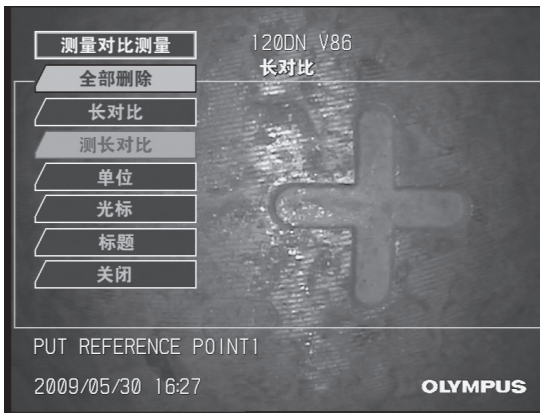 测量对比测量
120DN V86
长对比
全部删除
长对比
测长对比
单位
光标
标题
关闭
PUT REFERENCE POINT1
2009/05/30 16:27
OLYMPUS